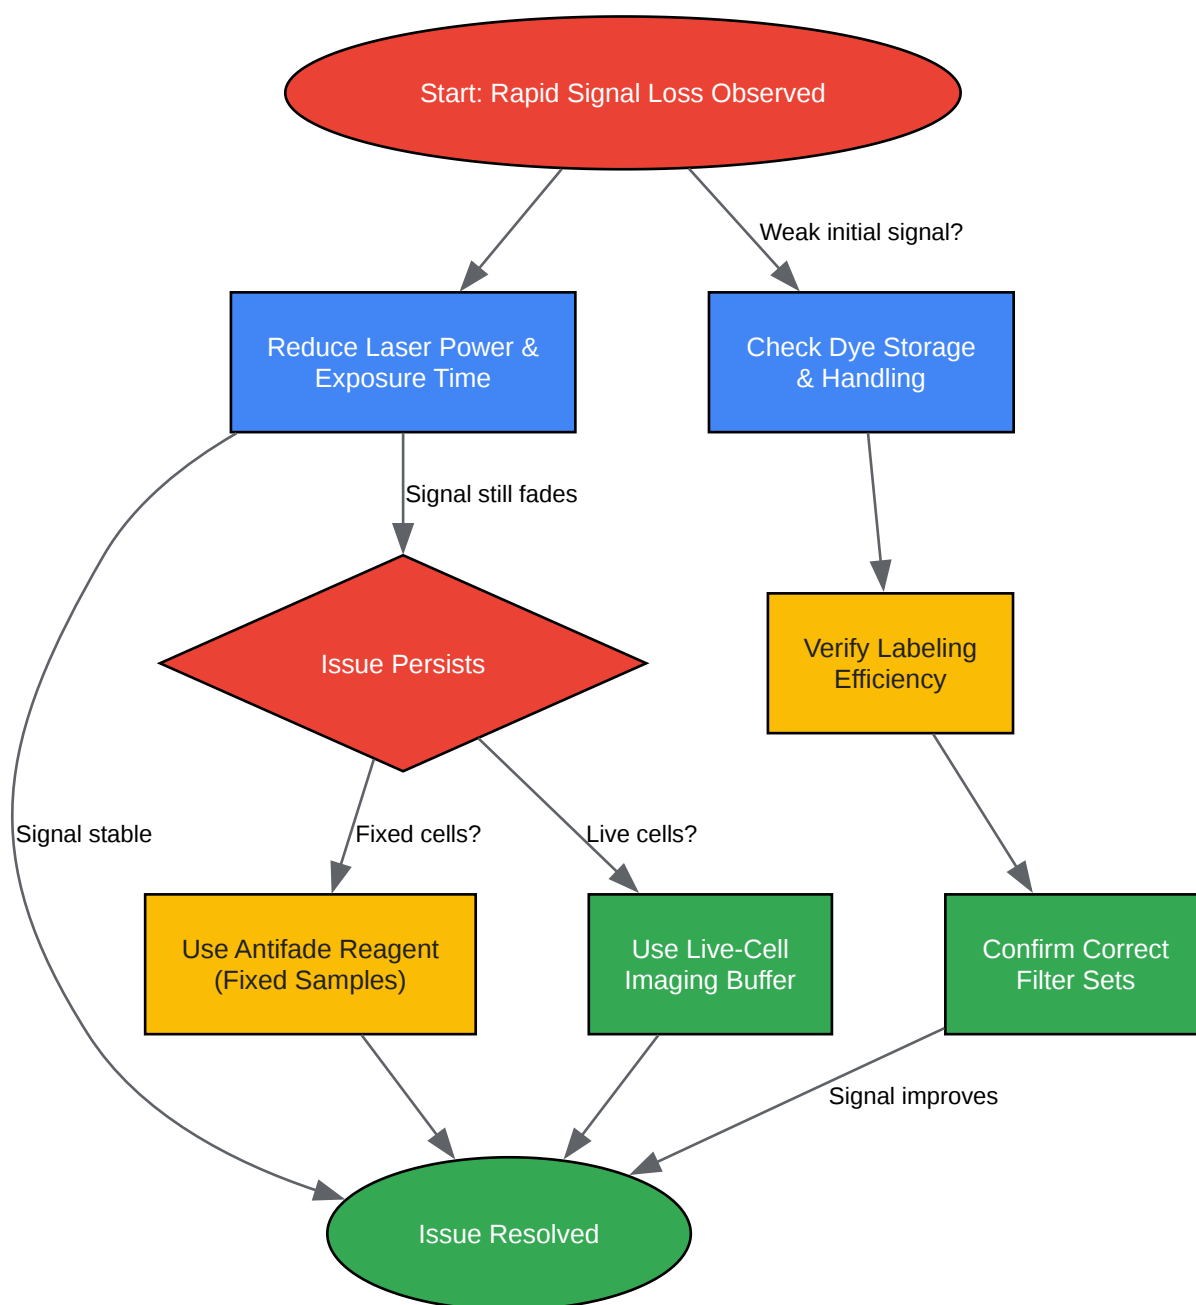 Start: Rapid Signal Loss Observed
Weak initial signal?
Reduce Laser Power &
Exposure Time
Check Dye Storage
& Handling
Signal still fades
Issue Persists
Verify Labeling
Efficiency
Signal stable
Fixed cells?
Live cells?
Use Antifade Reagent
(Fixed Samples)
Use Live-Cell
Imaging Buffer
Confirm Correct
Filter Sets
Signal improves
Issue Resolved